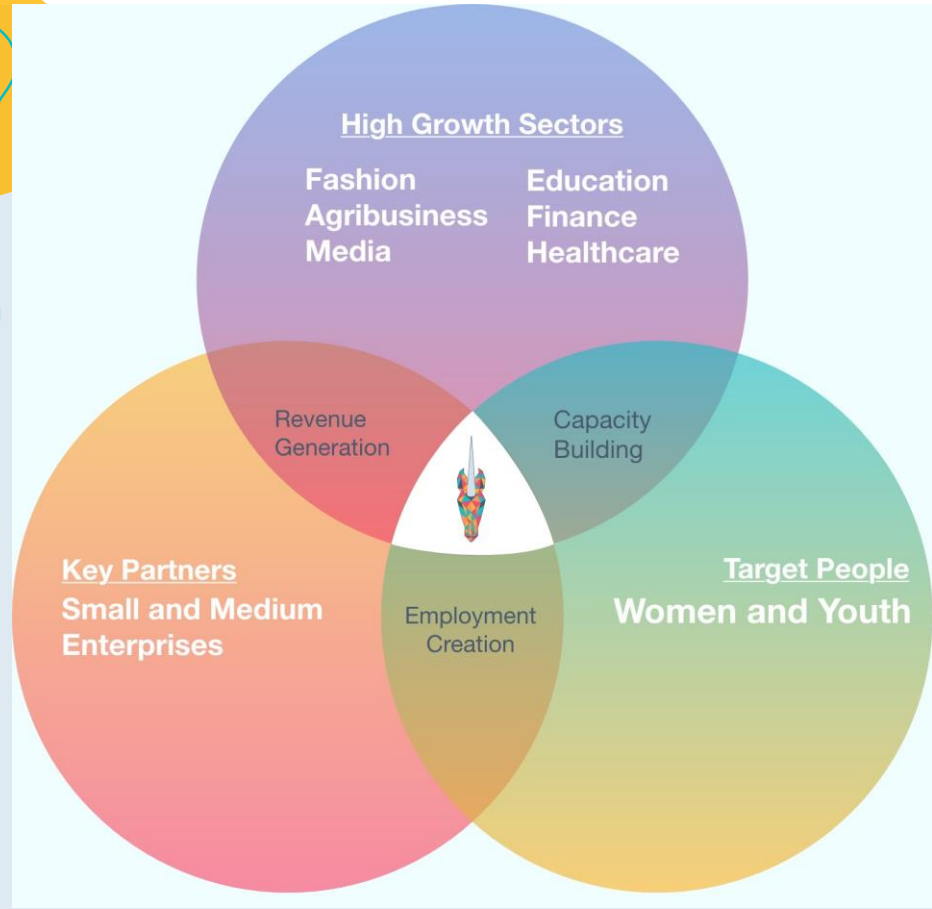 High Growth Sectors
Fashion
Agribusiness
Media
Education
Finance
Healthcare
Revenue
Generation
Capacity
Building
Key Partners
Small and Medium
Enterprises
Employment
Creation
Target People
Women and Youth